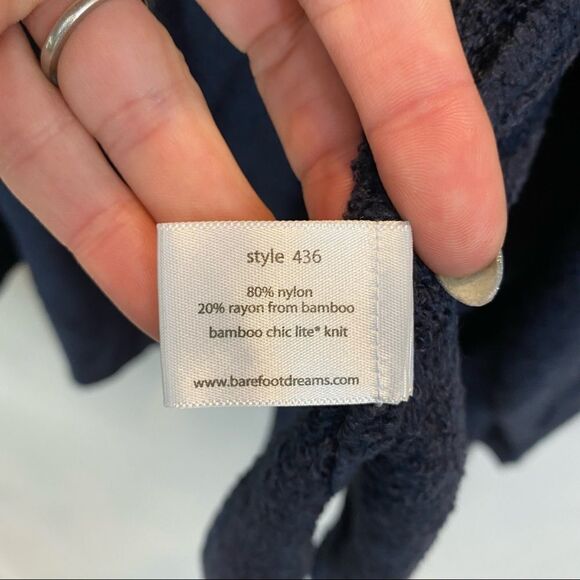 style 436
80% nylon
20% rayon from bamboo
bamboo chic lite® knit
www.barefootdreams.com